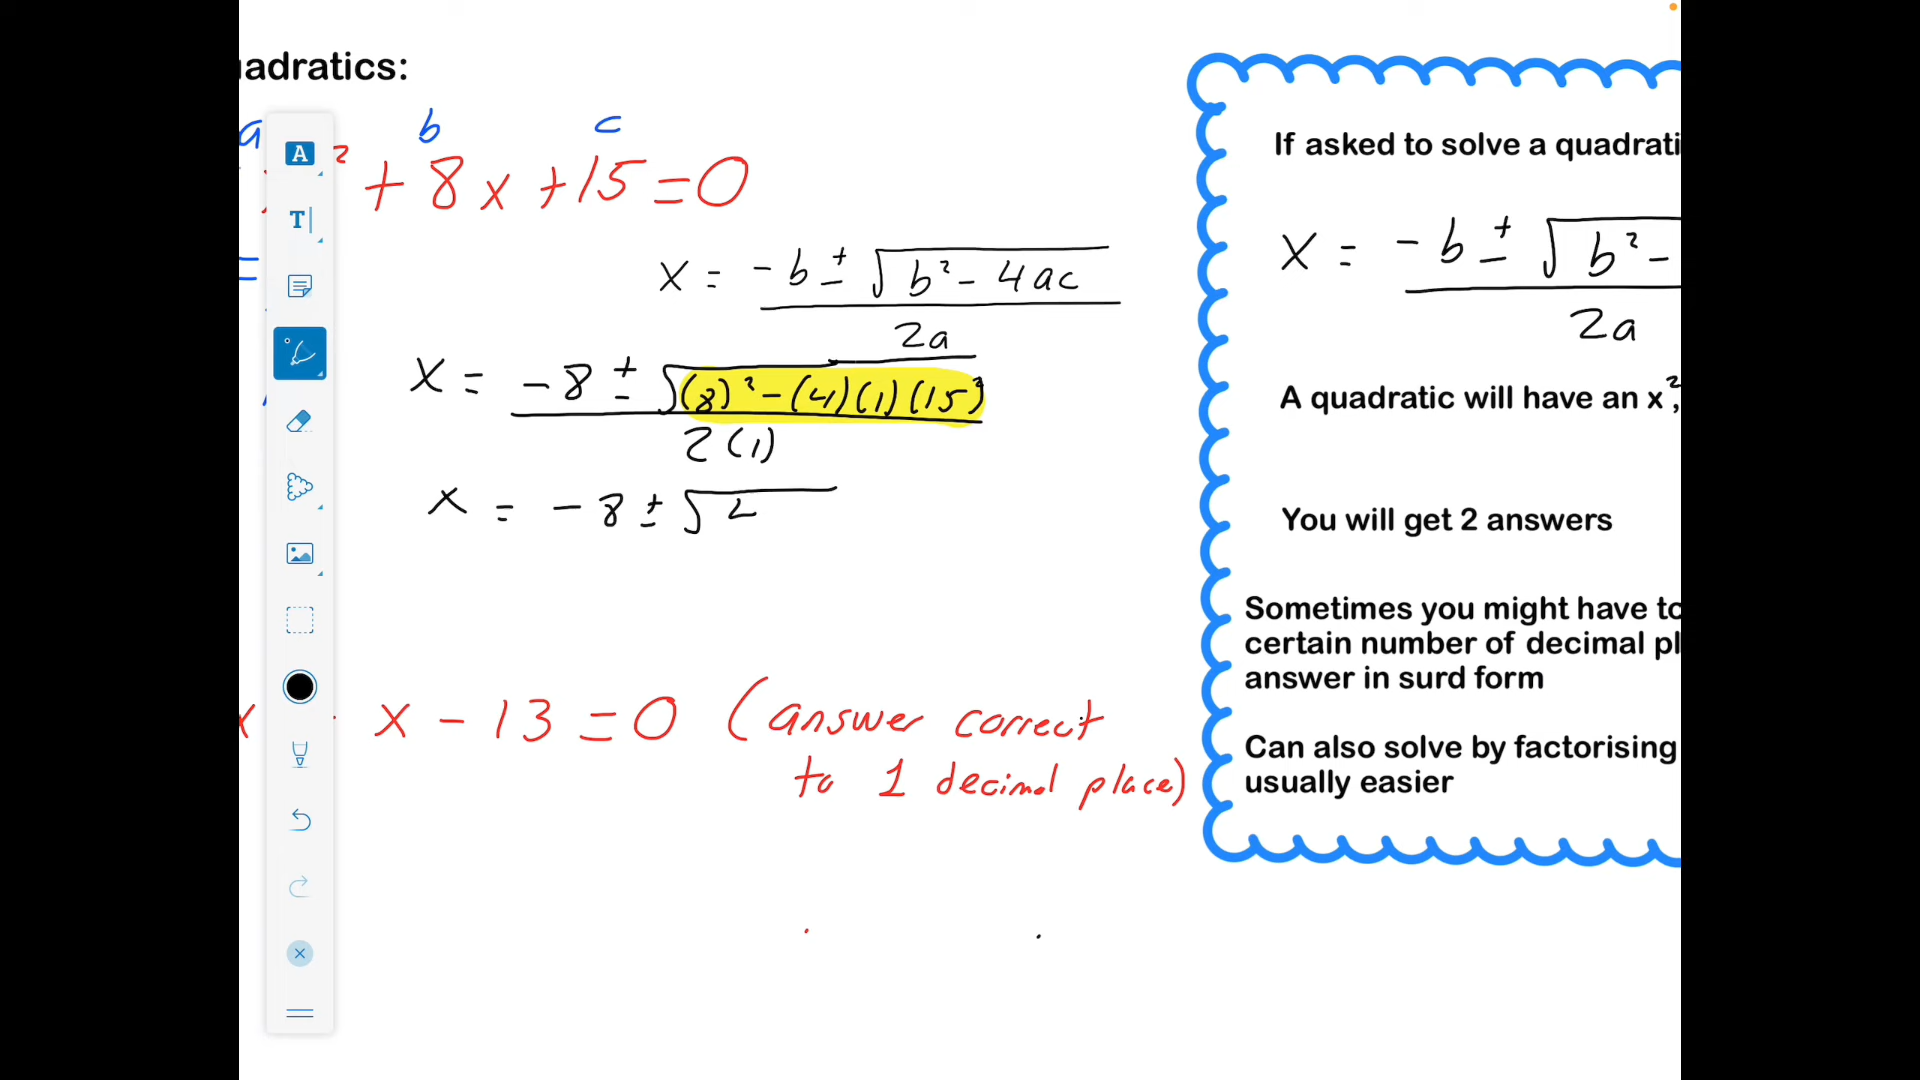 adratics:
a b c
² + 8x + 15 = 0
=
x = -b ± √b² - 4ac
2a
x = -8 ± √(8)² - (4)(1)(15)
2(1)
x = -8 ± √
x - 13 = 0 (answer correct
to 1 decimal place)
If asked to solve a quadrati
x = -b ± √b² -
2a
A quadratic will have an x²,
You will get 2 answers
Sometimes you might have to
certain number of decimal pl
answer in surd form
Can also solve by factorising
usually easier
A
T